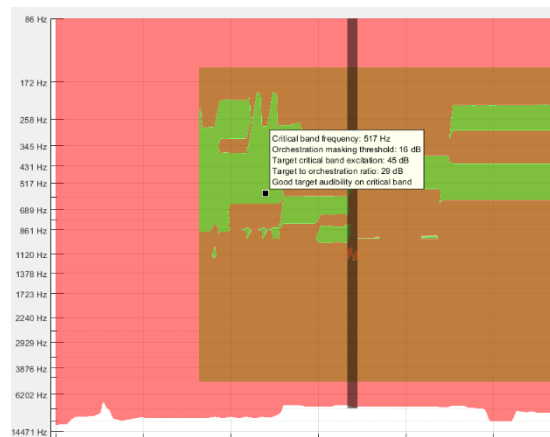 86 Hz
172 Hz
258 Hz
345 Hz
431 Hz
517 Hz
689 Hz
861 Hz
1120 Hz
1378 Hz
1723 Hz
2240 Hz
2929 Hz
3876 Hz
6202 Hz
14471 Hz
Critical band frequency: 517 Hz
Orchestration masking threshold: 16 dB
Target critical band excitation: 45 dB
Target to orchestration ratio: 29 dB
Good target audibility on critical band